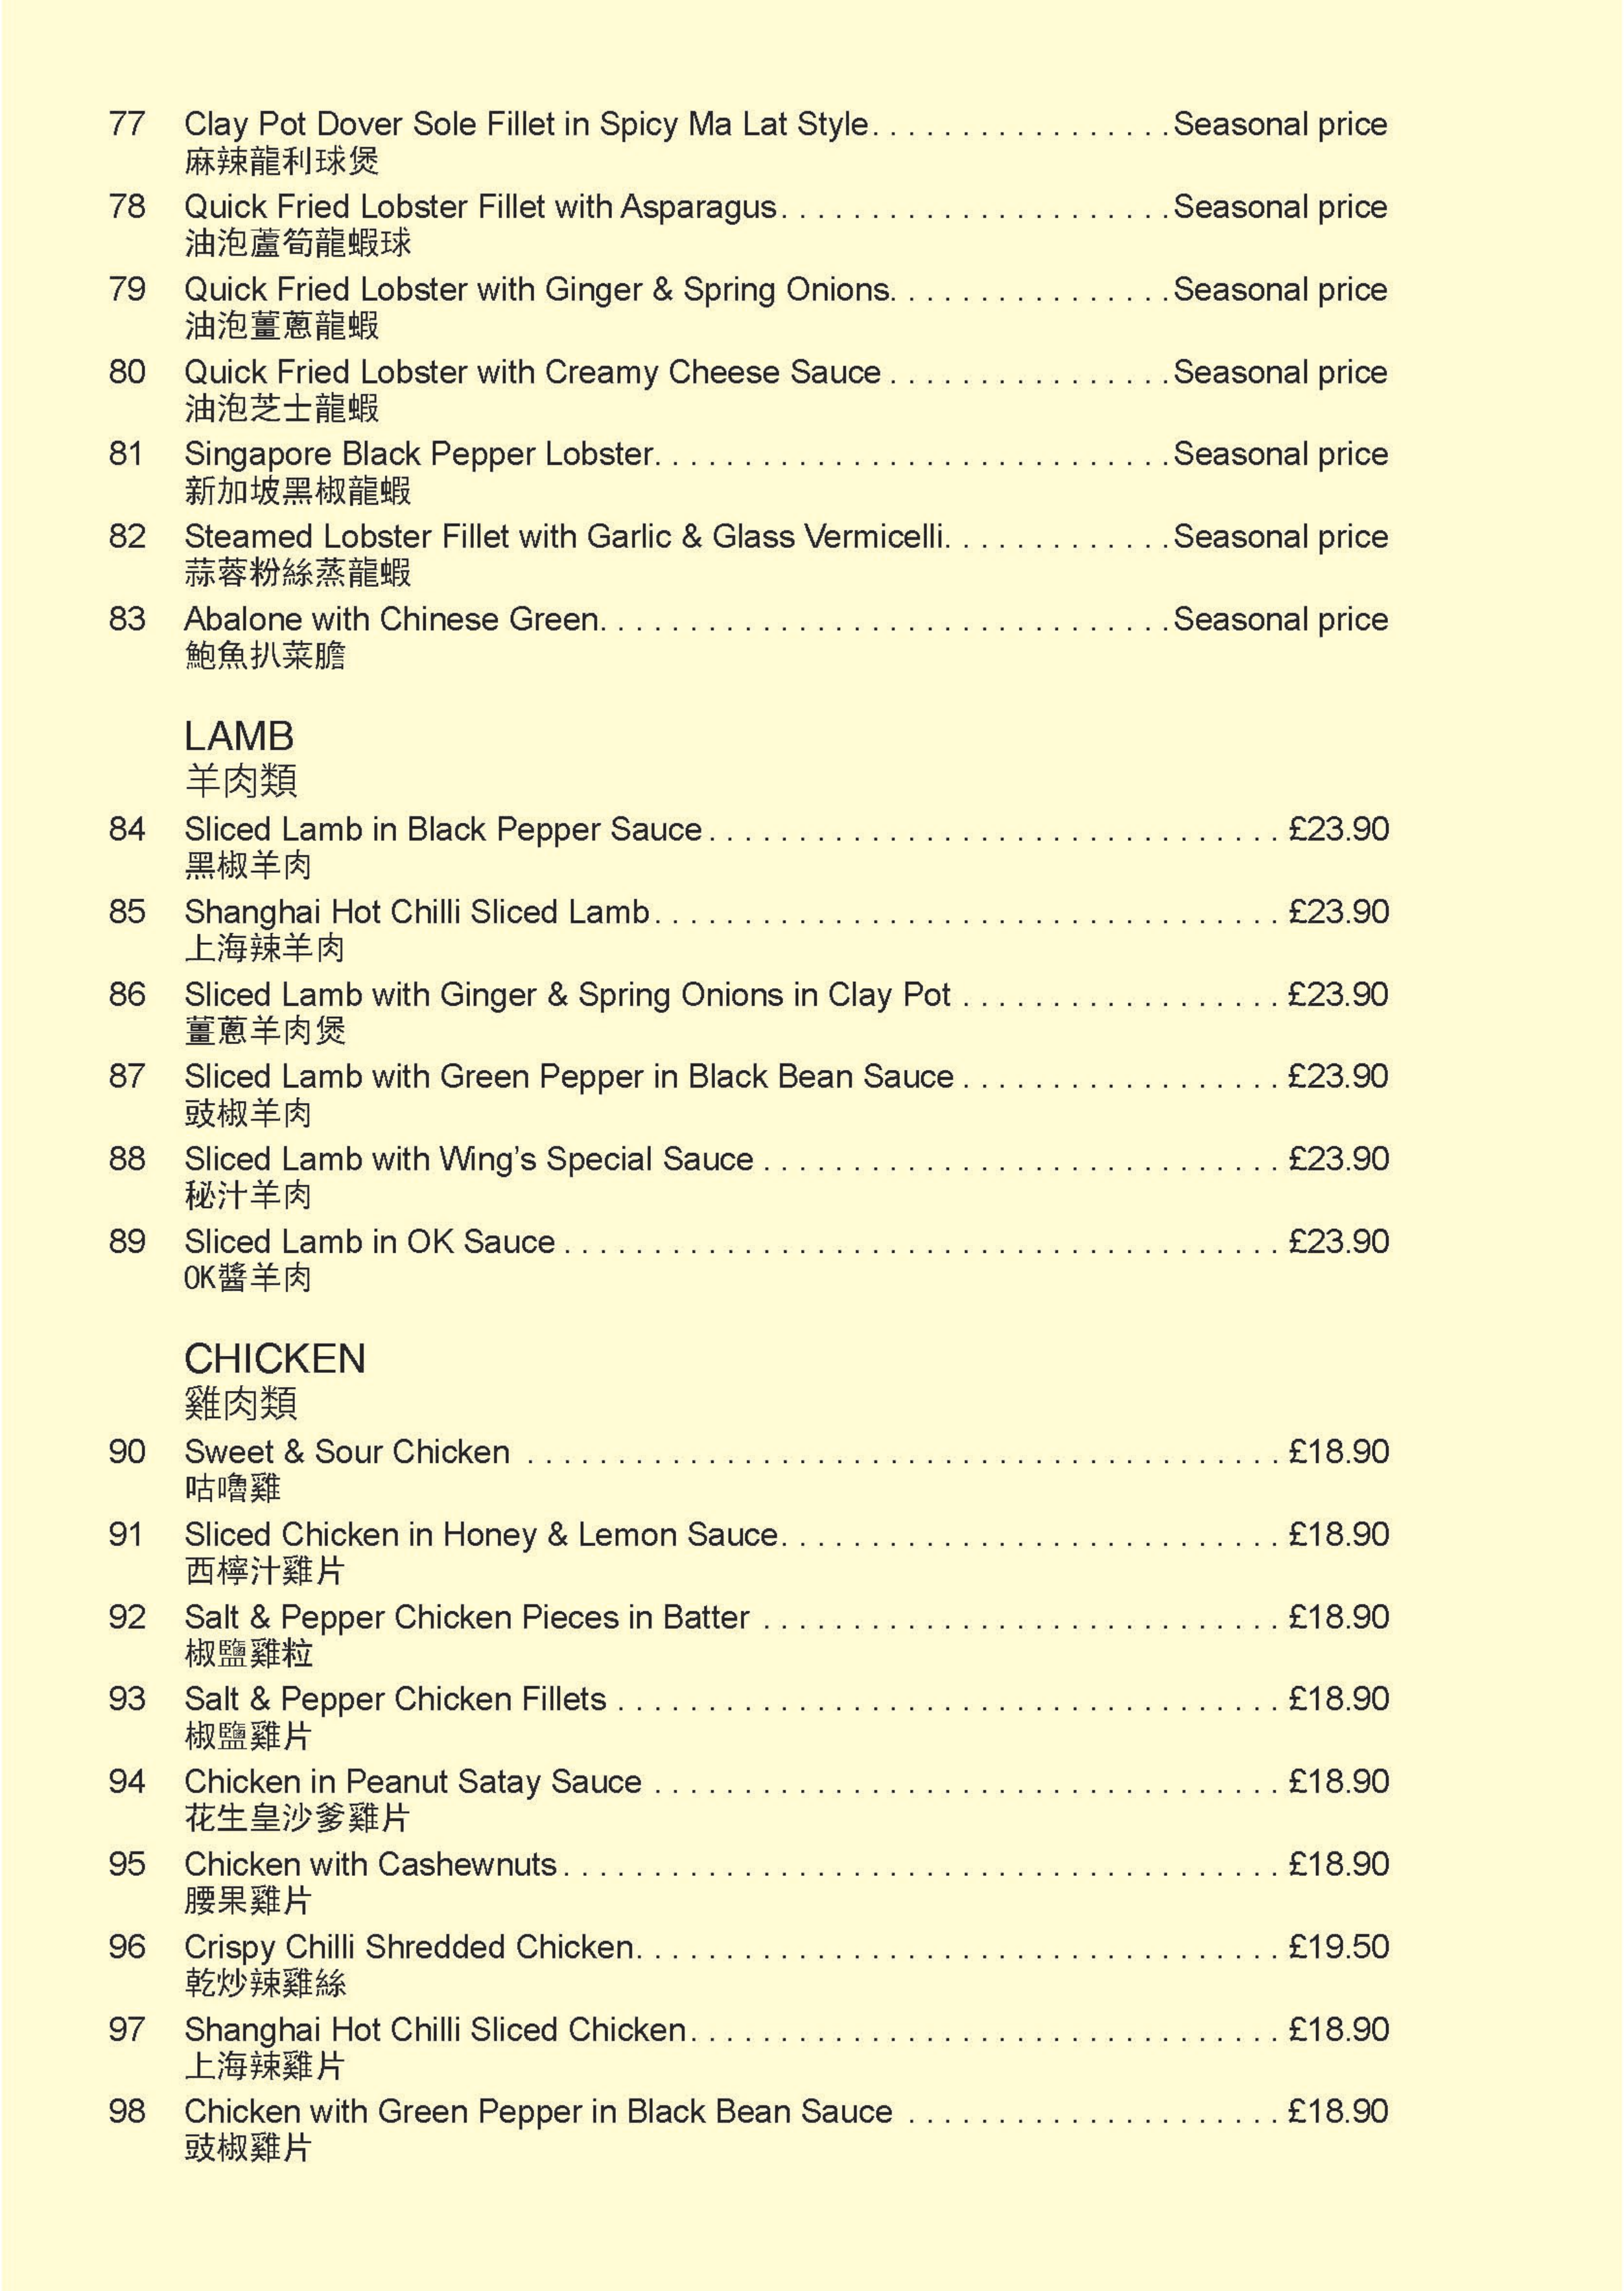 77 Clay Pot Dover Sole Fillet in Spicy Ma Lat Style. . . . . . . . . . . . . . . . .Seasonal price
麻辣龍利球煲
78 Quick Fried Lobster Fillet with Asparagus. . . . . . . . . . . . . . . . . . . . . .Seasonal price
油泡蘆筍龍蝦球
79 Quick Fried Lobster with Ginger & Spring Onions. . . . . . . . . . . . . . . .Seasonal price
油泡薑蔥龍蝦
80 Quick Fried Lobster with Creamy Cheese Sauce . . . . . . . . . . . . . . . .Seasonal price
油泡芝士龍蝦
81 Singapore Black Pepper Lobster. . . . . . . . . . . . . . . . . . . . . . . . . . . . .Seasonal price
新加坡黑椒龍蝦
82 Steamed Lobster Fillet with Garlic & Glass Vermicelli. . . . . . . . . . . . .Seasonal price
蒜蓉粉絲蒸龍蝦
83 Abalone with Chinese Green. . . . . . . . . . . . . . . . . . . . . . . . . . . . . . . .Seasonal price
鮑魚扒菜膽
LAMB
羊肉類
84 Sliced Lamb in Black Pepper Sauce . . . . . . . . . . . . . . . . . . . . . . . . . . . . . . . . £23.90
黑椒羊肉
85 Shanghai Hot Chilli Sliced Lamb. . . . . . . . . . . . . . . . . . . . . . . . . . . . . . . . . . . £23.90
上海辣羊肉
86 Sliced Lamb with Ginger & Spring Onions in Clay Pot . . . . . . . . . . . . . . . . . . £23.90
薑蔥羊肉煲
87 Sliced Lamb with Green Pepper in Black Bean Sauce . . . . . . . . . . . . . . . . . . £23.90
豉椒羊肉
88 Sliced Lamb with Wing’s Special Sauce . . . . . . . . . . . . . . . . . . . . . . . . . . . . . £23.90
秘汁羊肉
89 Sliced Lamb in OK Sauce . . . . . . . . . . . . . . . . . . . . . . . . . . . . . . . . . . . . . . . . £23.90
OK醬羊肉
CHICKEN
雞肉類
90 Sweet & Sour Chicken . . . . . . . . . . . . . . . . . . . . . . . . . . . . . . . . . . . . . . . . . . £18.90
咕嚕雞
91 Sliced Chicken in Honey & Lemon Sauce. . . . . . . . . . . . . . . . . . . . . . . . . . . . £18.90
西檸汁雞片
92 Salt & Pepper Chicken Pieces in Batter . . . . . . . . . . . . . . . . . . . . . . . . . . . . . £18.90
椒鹽雞粒
93 Salt & Pepper Chicken Fillets . . . . . . . . . . . . . . . . . . . . . . . . . . . . . . . . . . . . . £18.90
椒鹽雞片
94 Chicken in Peanut Satay Sauce . . . . . . . . . . . . . . . . . . . . . . . . . . . . . . . . . . . £18.90
花生皇沙爹雞片
95 Chicken with Cashewnuts. . . . . . . . . . . . . . . . . . . . . . . . . . . . . . . . . . . . . . . . £18.90
腰果雞片
96 Crispy Chilli Shredded Chicken. . . . . . . . . . . . . . . . . . . . . . . . . . . . . . . . . . . . £19.50
乾炒辣雞絲
97 Shanghai Hot Chilli Sliced Chicken. . . . . . . . . . . . . . . . . . . . . . . . . . . . . . . . . £18.90
上海辣雞片
98 Chicken with Green Pepper in Black Bean Sauce . . . . . . . . . . . . . . . . . . . . . £18.90
豉椒雞片